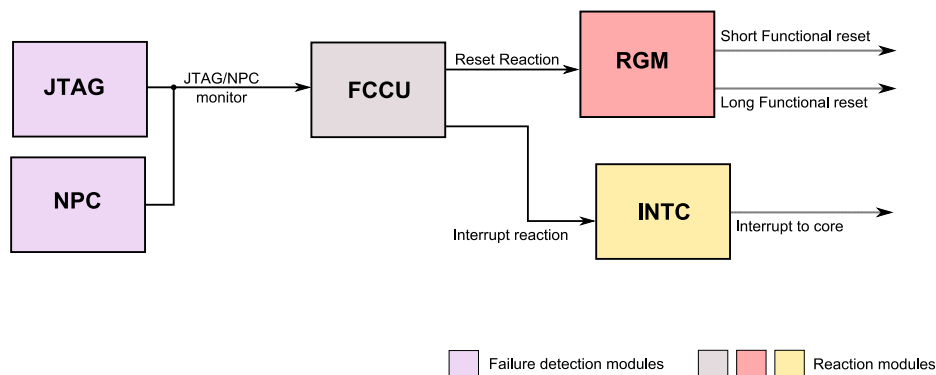 JTAG
NPC
JTAG/NPC
monitor
FCCU
Reset Reaction
Interrupt reaction
RGM
Short Functional reset
Long Functional reset
INTC
Interrupt to core
Failure detection modules
Reaction modules